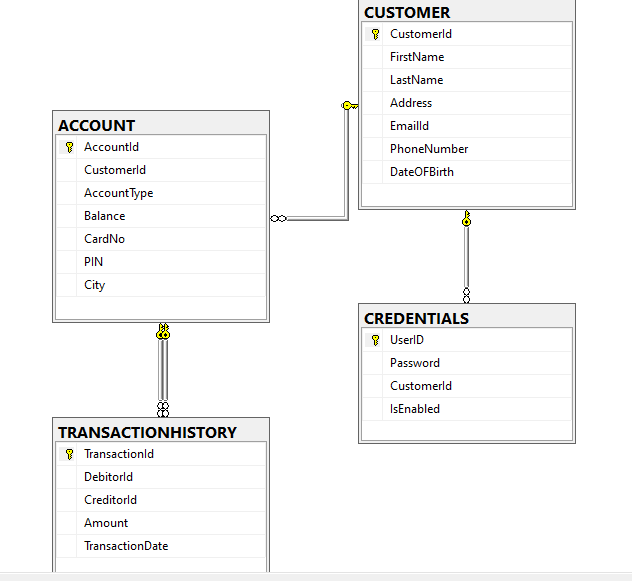 CUSTOMER
CustomerId
FirstName
LastName
Address
EmailId
PhoneNumber
DateOFBirth
ACCOUNT
AccountId
CustomerId
AccountType
Balance
CardNo
PIN
City
CREDENTIALS
UserID
Password
CustomerId
IsEnabled
TRANSACTIONHISTORY
TransactionId
DebitorId
CreditorId
Amount
TransactionDate